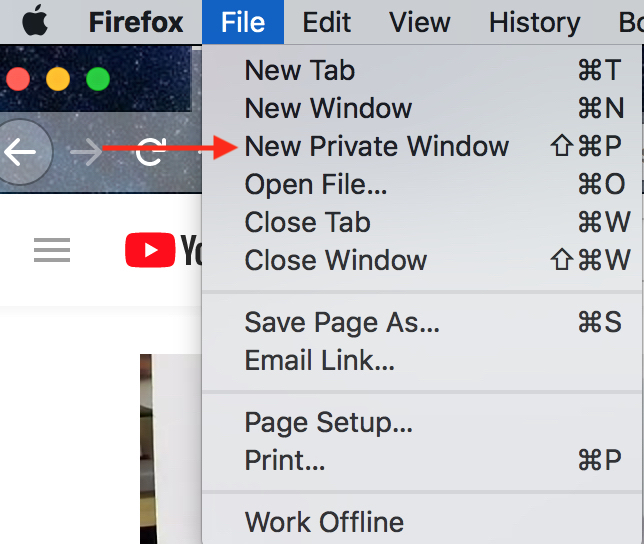 Firefox File Edit View History Bo
New Tab ⌘T
New Window ⌘N
New Private Window ⇧⌘P
Open File... ⌘O
Close Tab ⌘W
Close Window ⇧⌘W
Yo
Save Page As... ⌘S
Email Link...
Page Setup...
Print... ⌘P
Work Offline